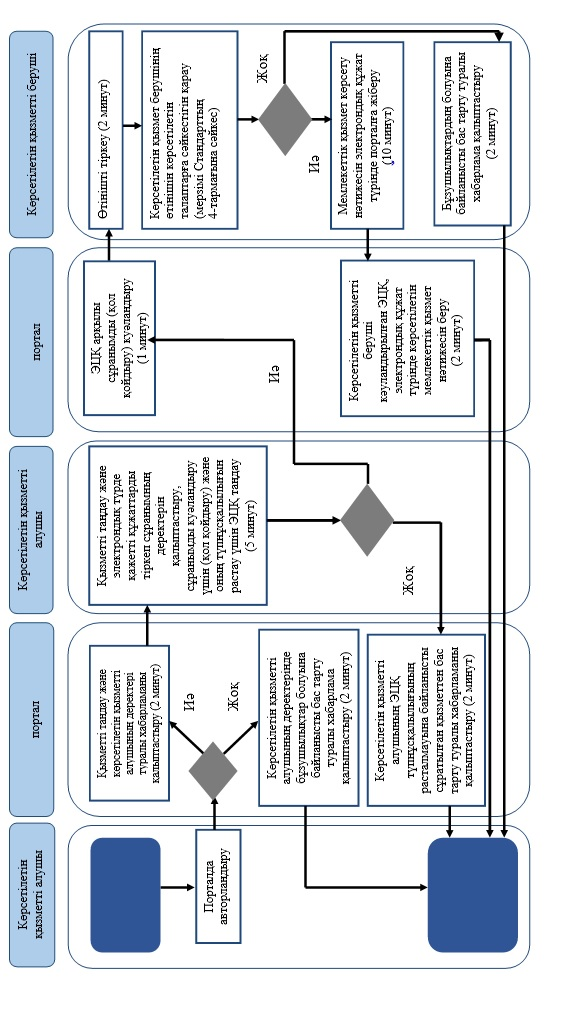 Көрсетілетін
қызметті алушы
портал
Көрсетілетін қызметті
алушы
портал
Көрсетілетін қызметті беруші
Порталда
авторландыру
Қызметті таңдау және
көрсетілетін қызметті
алушының деректері
туралы хабарламаны
қалыптастыру (2 минут)
Иә
Жоқ
Көрсетілетін қызметті
алушының деректерінде
бұзушылықтар болуына
байланысты бас тарту
туралы хабарлама
қалыптастыру (2 минут)
Көрсетілетін қызметті
алушының ЭЦҚ
түпнұсқалылығының
расталмауына байланысты
сұратылған қызметтен бас
тарту туралы хабарламаны
қалыптастыру (2 минут)
Қызметті таңдау және
электрондық түрде
қажетті құжаттарды
тіркеп сұранымның
деректерін
қалыптастыру,
сұранымды куәландыру
үшін (қол қойдыру) және
оның түпнұсқалылығын
растау үшін ЭЦҚ таңдау
(5 минут)
Жоқ
Иә
ЭЦҚ арқылы
сұранымды (қол
қойдыру) куәландыру
(1 минут)
Көрсетілетін қызметті
беруші
куәуландырылған ЭЦҚ,
электрондық құжат
түрінде көрсетілетін
мемлекеттік қызмет
нәтижесін беру
(2 минут)
Өтінішті тіркеу (2 минут)
Көрсетілетін қызмет берушінің
өтінішін көрсетілетін
талаптарға сәйкестігін қарау
(мерзімі Стандарттың
4-тармағына сәйкес)
Жоқ
Иә
Мемлекеттік қызмет көрсету
нәтижесін электрондық құжат
түрінде порталға жіберу
(10 минут)
Бұзушылықтардың болуына
байланысты бас тарту туралы
хабарлама қалыптастыру
(2 минут)